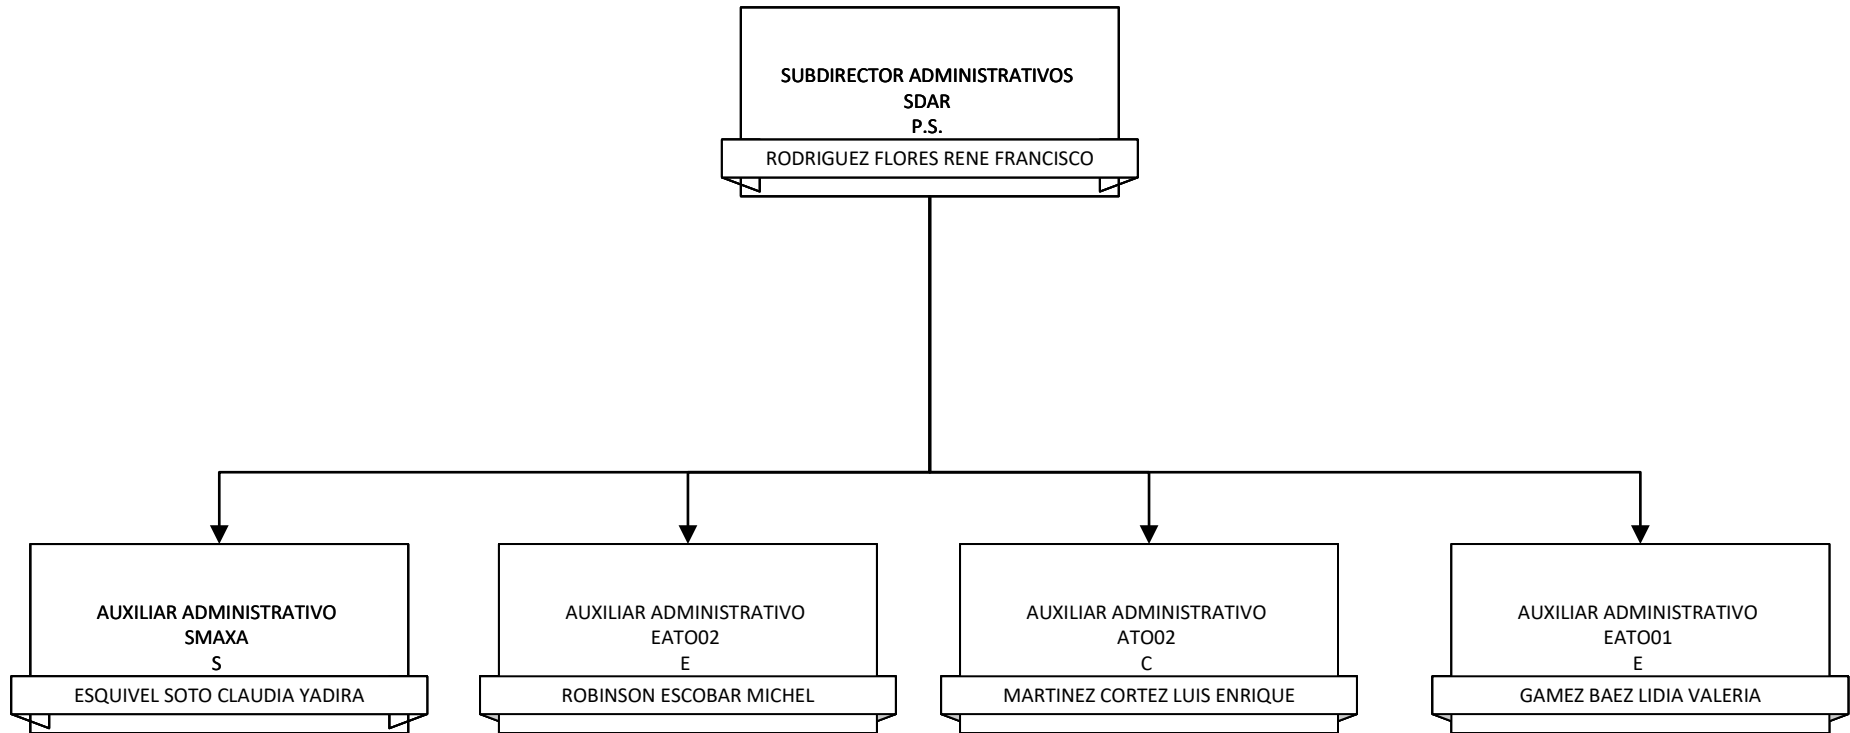 SUBDIRECTOR ADMINISTRATIVOS
SDAR
P.S.
RODRIGUEZ FLORES RENE FRANCISCO
AUXILIAR ADMINISTRATIVO
SMAXA
S
ESQUIVEL SOTO CLAUDIA YADIRA
AUXILIAR ADMINISTRATIVO
EATO02
E
ROBINSON ESCOBAR MICHEL
AUXILIAR ADMINISTRATIVO
ATO02
C
MARTINEZ CORTEZ LUIS ENRIQUE
AUXILIAR ADMINISTRATIVO
EATO01
E
GAMEZ BAEZ LIDIA VALERIA